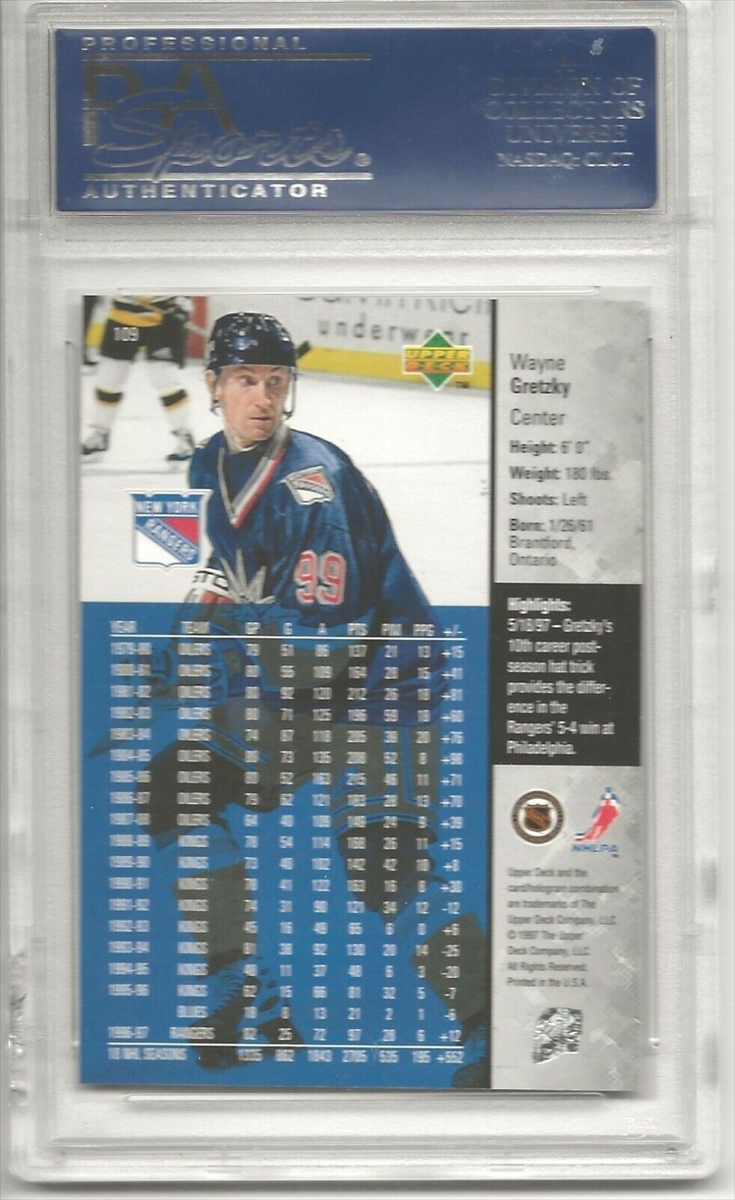 PROFESSIONAL
PSA
Sports®
AUTHENTICATOR
A
DIVISION OF
COLLECTORS
UNIVERSE
NASDAQ: CLCT
109
underwear
UPPER
DECK
™
NEW YORK
RANGERS
99
Wayne
Gretzky
Center
Height: 6' 0"
Weight: 180 lbs.
Shoots: Left
Born: 1/26/61
Brantford,
Ontario
Highlights:
5/18/97 – Gretzky's
10th career post-
season hat trick
provides the differ-
ence in the
Rangers' 5-4 win at
Philadelphia.
YEAR TEAM GP G A PTS PIM PPG +/-
1979-80 OILERS 79 51 86 137 21 13 +15
1980-81 OILERS 80 55 109 164 28 15 +41
1981-82 OILERS 80 92 120 212 26 18 +81
1982-83 OILERS 80 71 125 196 59 18 +60
1983-84 OILERS 74 87 118 205 39 20 +76
1984-85 OILERS 80 73 135 208 52 8 +98
1985-86 OILERS 80 52 163 215 46 11 +71
1986-87 OILERS 79 62 121 183 28 13 +70
1987-88 OILERS 64 40 109 149 24 9 +39
1988-89 KINGS 78 54 114 168 26 11 +15
1989-90 KINGS 73 40 102 142 42 10 +8
1990-91 KINGS 78 41 122 163 16 8 +30
1991-92 KINGS 74 31 90 121 34 12 -12
1992-93 KINGS 45 16 49 65 6 0 +6
1993-94 KINGS 81 38 92 130 20 14 -25
1994-95 KINGS 48 11 37 48 6 3 -20
1995-96 KINGS 62 15 66 81 32 5 -7
BLUES 18 8 13 21 2 1 -6
1996-97 RANGERS 82 25 72 97 28 6 +12
18 NHL SEASONS 1335 862 1843 2705 535 195 +552
NHLPA
Upper Deck and the
card/hologram combination
are trademarks of The
Upper Deck Company, LLC.
© 1997 The Upper
Deck Company, LLC.
All Rights Reserved.
Printed in the U.S.A.